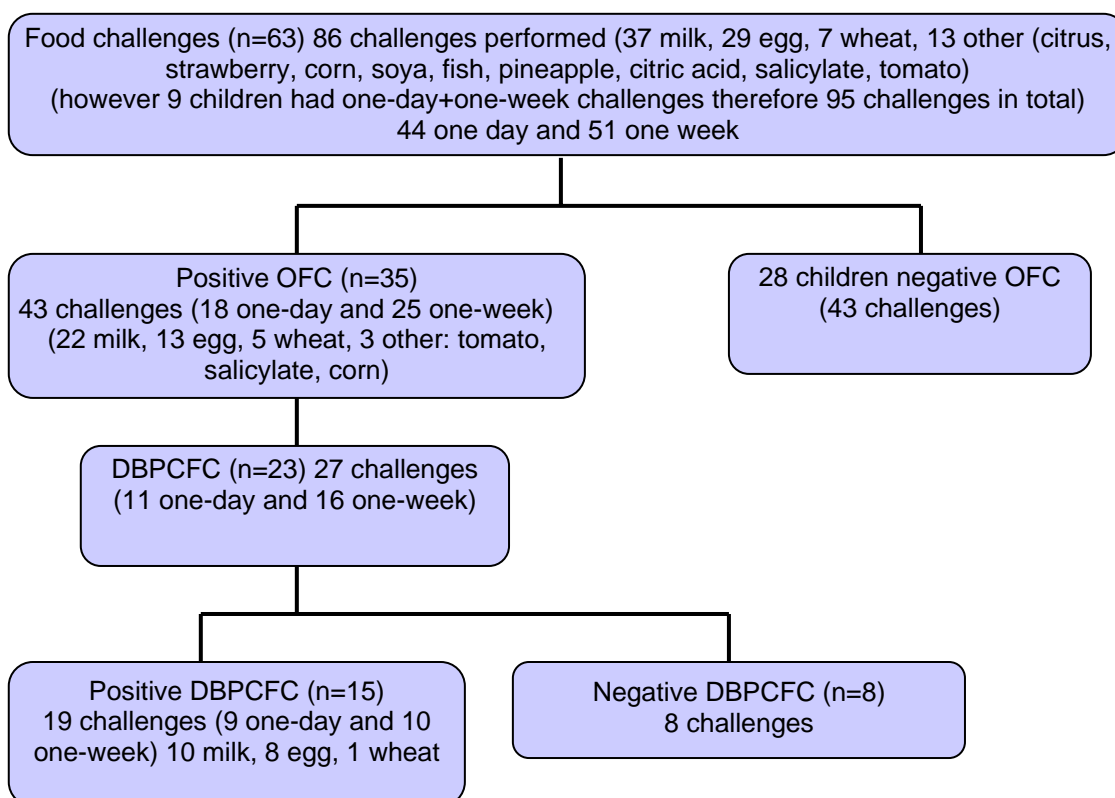 Food challenges (n=63) 86 challenges performed (37 milk, 29 egg, 7 wheat, 13 other (citrus,
strawberry, corn, soya, fish, pineapple, citric acid, salicylate, tomato)
(however 9 children had one-day+one-week challenges therefore 95 challenges in total)
44 one day and 51 one week
Positive OFC (n=35)
43 challenges (18 one-day and 25 one-week)
(22 milk, 13 egg, 5 wheat, 3 other: tomato,
salicylate, corn)
28 children negative OFC
(43 challenges)
DBPCFC (n=23) 27 challenges
(11 one-day and 16 one-week)
Positive DBPCFC (n=15)
19 challenges (9 one-day and 10
one-week) 10 milk, 8 egg, 1 wheat
Negative DBPCFC (n=8)
8 challenges